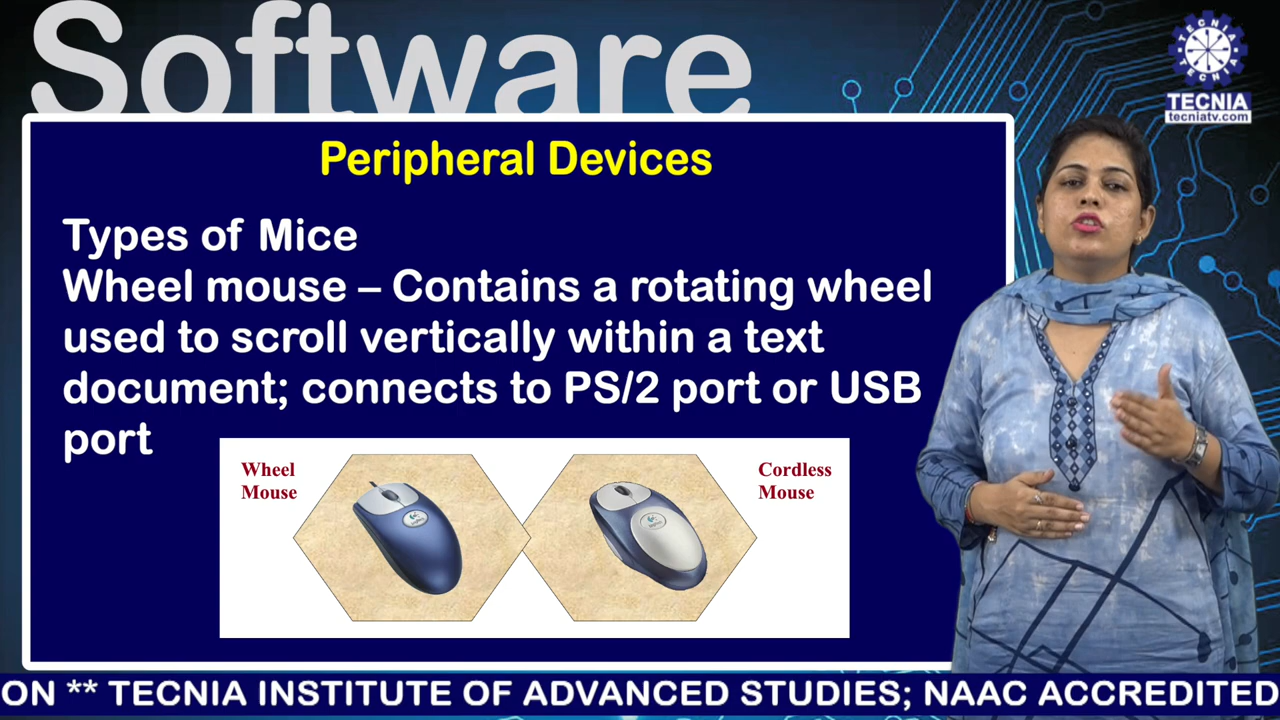 Software
TECNIA
TECNIA
TECNIA
tecniatv.com
Peripheral Devices
Types of Mice
Wheel mouse – Contains a rotating wheel
used to scroll vertically within a text
document; connects to PS/2 port or USB
port
Wheel
Mouse
Cordless
Mouse
ON ** TECNIA INSTITUTE OF ADVANCED STUDIES; NAAC ACCREDITED